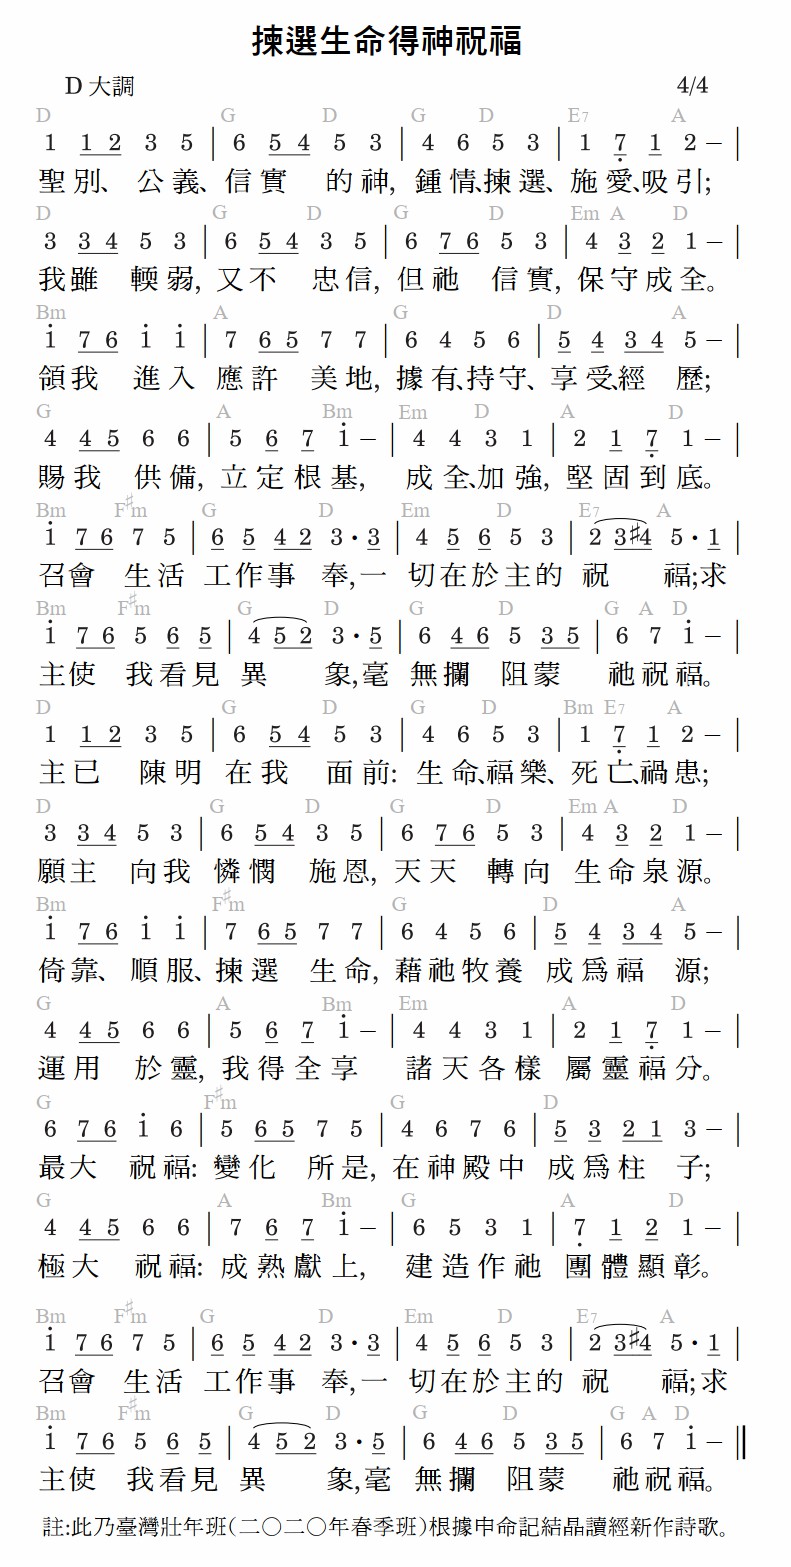 揀選生命得神祝福
D 大調 4/4
D G D G D E7 A
1 1 2 3 5 | 6 5 4 5 3 | 4 6 5 3 | 1 7̣ 1 2 – |
聖別、公義、信實 的神, 鍾情、揀選、施愛、吸引;
D G D G D Em A D
3 3 4 5 3 | 6 5 4 3 5 | 6 7 6 5 3 | 4 3 2 1 – |
我雖 輭弱, 又不 忠信, 但祂 信實, 保守成全。
Bm A G D A
1̇ 7 6 1̇ 1̇ | 7 6 5 7 7 | 6 4 5 6 | 5 4 3 4 5 – |
領我 進入 應許 美地, 據有、持守、享受、經 歷;
G A Bm Em D A D
4 4 5 6 6 | 5 6 7 1̇ – | 4 4 3 1 | 2 1 7̣ 1 – |
賜我 供備, 立定根基, 成全、加強, 堅固到底。
Bm F♯m G D Em D E7 A
1̇ 7 6 7 5 | 6 5 4 2 3 • 3 | 4 5 6 5 3 | 2 3 ♯4 5 • 1 |
召會 生活 工作事 奉,一 切在於主的 祝 福;求
Bm F♯m G D G D G A D
1̇ 7 6 5 6 5 | 4 5 2 3 • 5 | 6 4 6 5 3 5 | 6 7 1̇ – |
主使 我看見 異 象,毫 無攔 阻蒙 祂祝福。
D G D G D Bm E7 A
1 1 2 3 5 | 6 5 4 5 3 | 4 6 5 3 | 1 7̣ 1 2 – |
主已 陳明 在我 面前: 生命、福樂、死亡、禍患;
D G D G D Em A D
3 3 4 5 3 | 6 5 4 3 5 | 6 7 6 5 3 | 4 3 2 1 – |
願主 向我 憐憫 施恩, 天天 轉向 生命泉源。
Bm F♯m G D A
1̇ 7 6 1̇ 1̇ | 7 6 5 7 7 | 6 4 5 6 | 5 4 3 4 5 – |
倚靠、順服、揀選 生命, 藉祂牧養 成爲福 源;
G A Bm Em A D
4 4 5 6 6 | 5 6 7 1̇ – | 4 4 3 1 | 2 1 7̣ 1 – |
運用 於靈, 我得全享 諸天各樣 屬靈福分。
G F♯m G D
6 7 6 1̇ 6 | 5 6 5 7 5 | 4 6 7 6 | 5 3 2 1 3 – |
最大 祝福: 變化 所是, 在神殿中 成爲柱 子;
G A Bm G A D
4 4 5 6 6 | 7 6 7 1̇ – | 6 5 3 1 | 7̣ 1 2 1 – |
極大 祝福: 成熟獻上, 建造作祂 團體顯彰。
Bm F♯m G D Em D E7 A
1̇ 7 6 7 5 | 6 5 4 2 3 • 3 | 4 5 6 5 3 | 2 3 ♯4 5 • 1 |
召會 生活 工作事 奉,一 切在於主的 祝 福;求
Bm F♯m G D G D G A D
1̇ 7 6 5 6 5 | 4 5 2 3 • 5 | 6 4 6 5 3 5 | 6 7 1̇ – ‖
主使 我看見 異 象,毫 無攔 阻蒙 祂祝福。
註:此乃臺灣壯年班(二〇二〇年春季班)根據申命記結晶讀經新作詩歌。